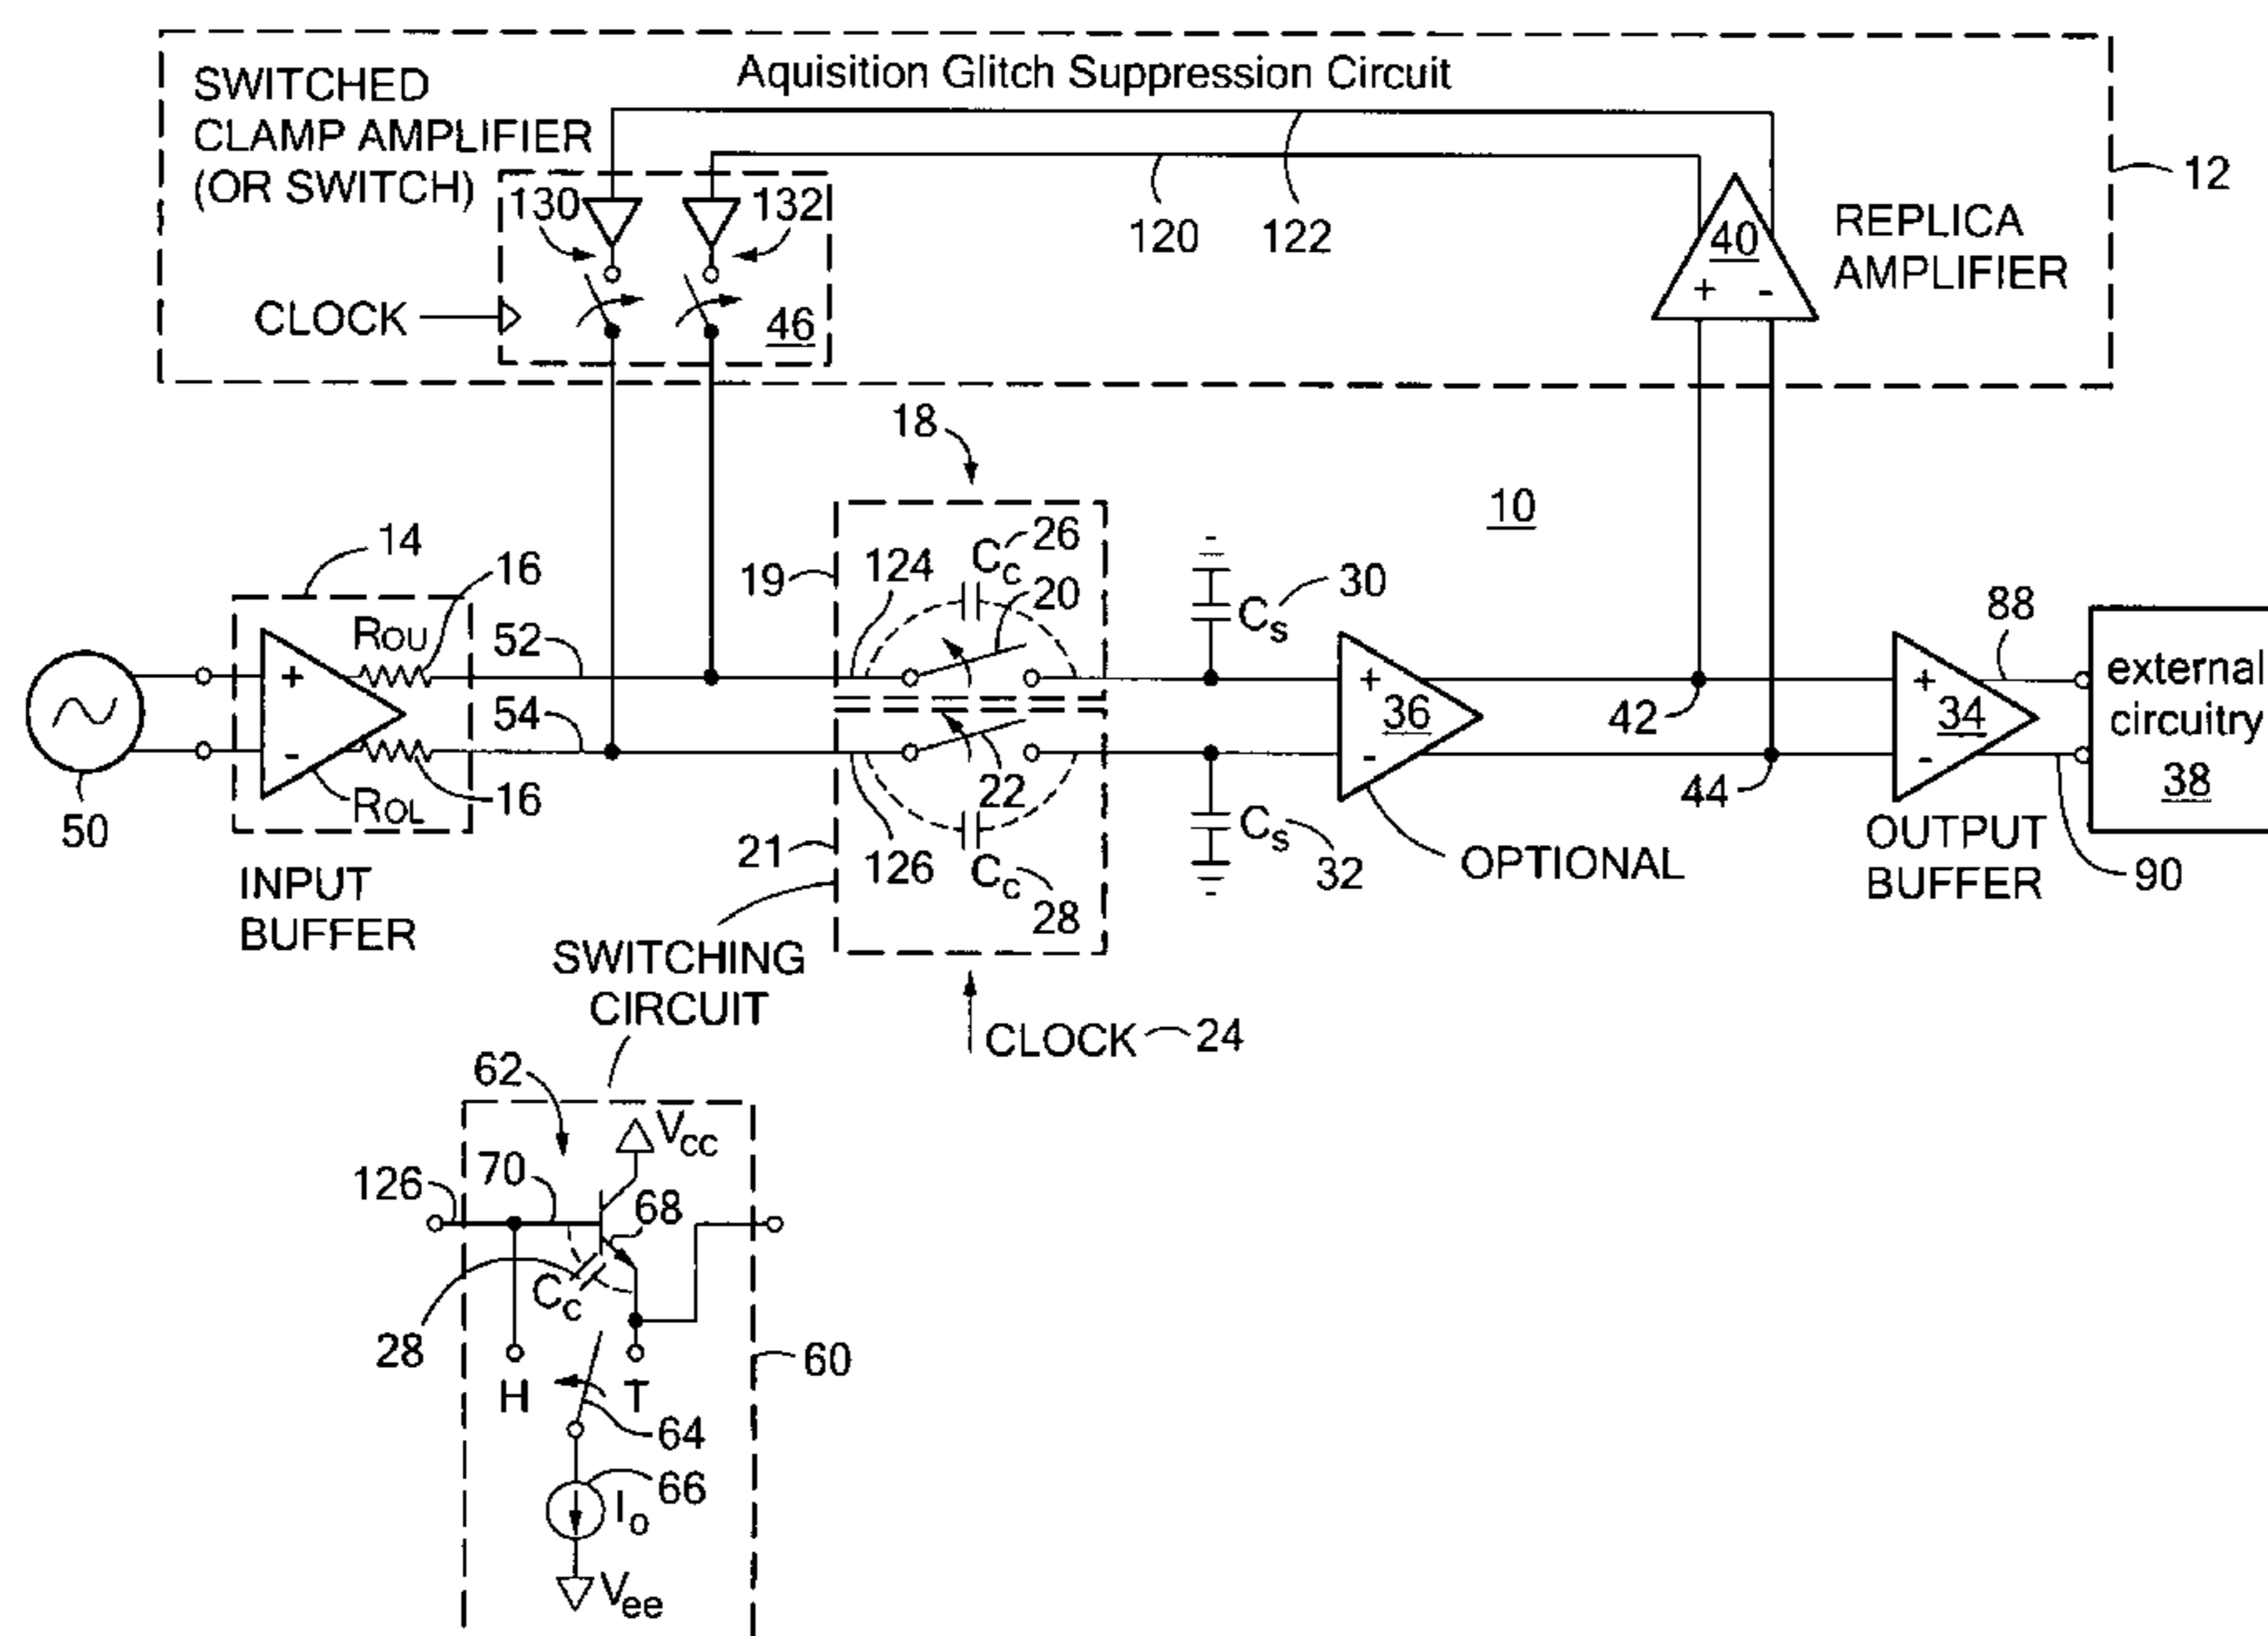 Aquisition Glitch Suppression Circuit
SWITCHED
CLAMP AMPLIFIER
(OR SWITCH)
130
132
120
122
40
+ -
REPLICA
AMPLIFIER
12
CLOCK
46
18
10
14
16
ROU
52
19
124
Cc
26
20
30
Cs
88
+
-
54
+
36
-
42
+
34
-
external
circuitry
38
50
ROL
16
21
126
22
Cc
28
Cs
32
44
OPTIONAL
OUTPUT
BUFFER
90
INPUT
BUFFER
SWITCHING
CIRCUIT
CLOCK
24
62
Vcc
126
70
68
28
Cc
60
H
T
64
66
Io
Vee